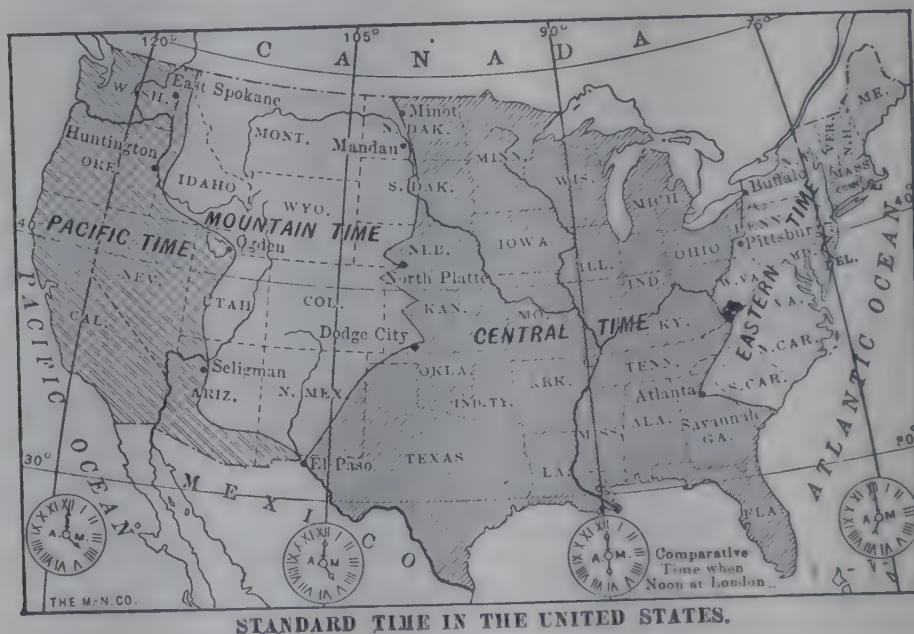 120°
105
90
75°
CANADA
WASH.
East Spokane
Huntington
ORE.
IDAHO
MONT.
Minot
N. DAK.
Mandan
MINN.
S. DAK.
WYO.
WIS.
MICH.
ME.
VER.
N.H.
MASS
CONN
Buffalo
PACIFIC TIME
MOUNTAIN TIME
40
40°
Ogden
NEB.
North Platte
IOWA
ILL.
IND.
OHIO
PENN.
Pittsburg
W.VA.
VA.
DEL.
EASTERN TIME
NEV.
CAL.
UTAH
COL.
KAN.
MO.
KY.
Dodge City
CENTRAL TIME
Seligman
ARIZ.
N. MEX.
OKLA.
IND.TY.
ARK.
TENN.
N.CAR.
S.CAR.
Atlanta
ALA.
MISS
Savannah
GA.
El Paso
TEXAS
LA.
FLA.
30°
MEXICO
PACIFIC OCEAN
ATLANTIC OCEAN
A. M.
A. M.
A. M.
A. M.
Comparative
Time when
Noon at London
THE M.-N. CO.
STANDARD TIME IN THE UNITED STATES.